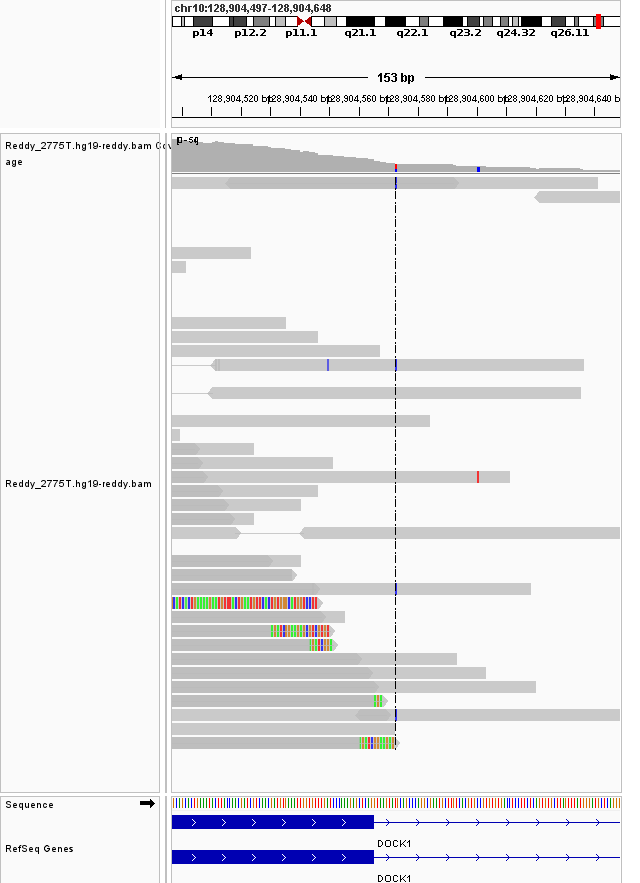 chr10:128,904,497-128,904,648
p14 p12.2 p11.1 q21.1 q22.1 q23.2 q24.32 q26.11
153 bp
128,904,520 bp 128,904,540 bp 128,904,560 bp 128,904,580 bp 128,904,600 bp 128,904,620 bp 128,904,640 bp
Reddy_2775T.hg19-reddy.bam Cov
age
Reddy_2775T.hg19-reddy.bam
Sequence
DOCK1
RefSeq Genes
DOCK1